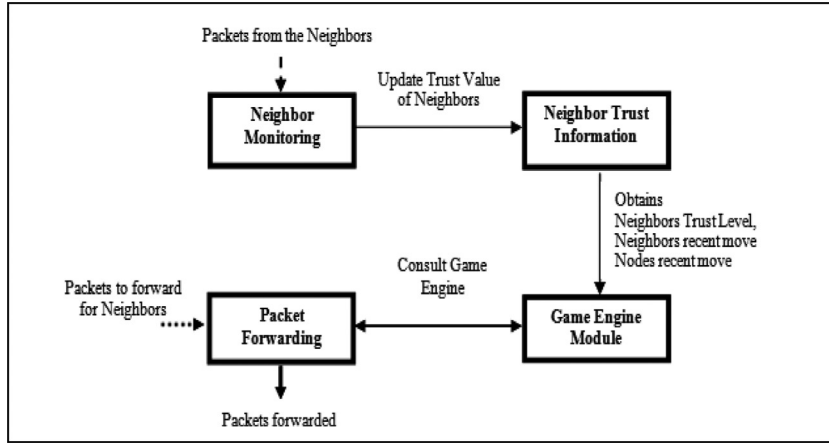 Packets from the Neighbors
Update Trust Value
of Neighbors
Neighbor
Monitoring
Neighbor Trust
Information
Obtains
Neighbors Trust Level,
Neighbors recent move
Nodes recent move
Consult Game
Engine
Packets to forward
for Neighbors
Packet
Forwarding
Game Engine
Module
Packets forwarded